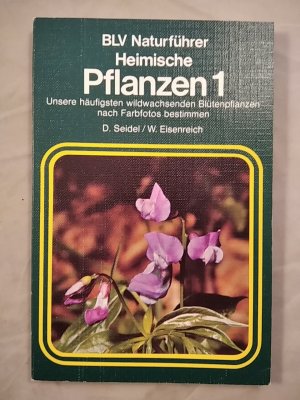 BLV Naturführer
Heimische
Pflanzen 1
Unsere häufigsten wildwachsenden Blütenpflanzen
nach Farbfotos bestimmen
D. Seidel / W. Eisenreich